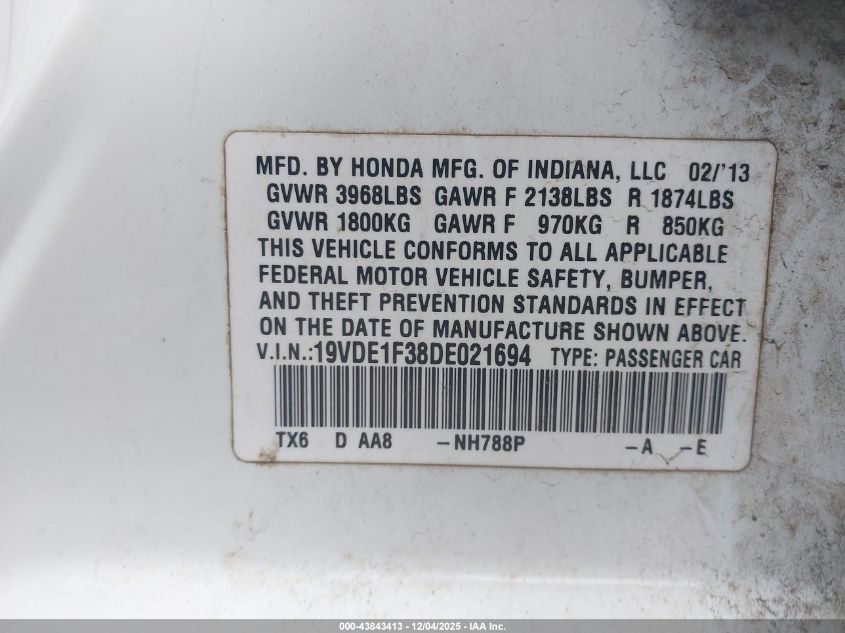 MFD. BY HONDA MFG. OF INDIANA, LLC 02/'13
GVWR 3968LBS GAWR F 2138LBS R 1874LBS
GVWR 1800KG GAWR F 970KG R 850KG
THIS VEHICLE CONFORMS TO ALL APPLICABLE
FEDERAL MOTOR VEHICLE SAFETY, BUMPER,
AND THEFT PREVENTION STANDARDS IN EFFECT
ON THE DATE OF MANUFACTURE SHOWN ABOVE.
V.I.N.:19VDE1F38DE021694 TYPE: PASSENGER CAR
TX6 D AA8 -NH788P -A -E
000-43843413 - 12/04/2025 - IAA Inc.